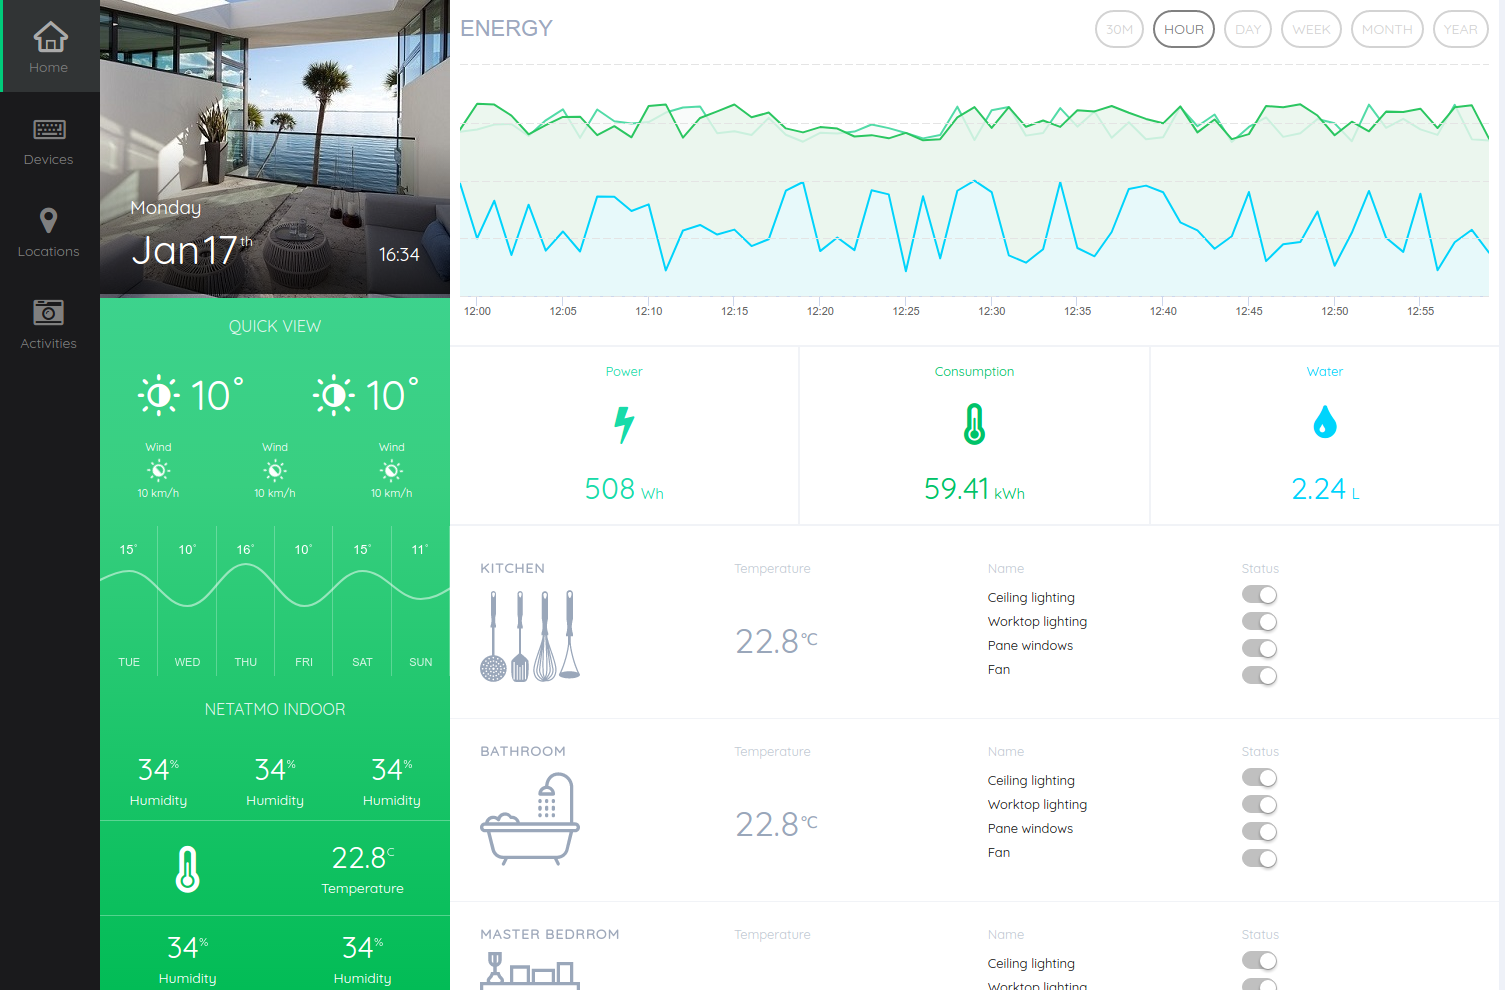 Home
Devices
Locations
Activities
Monday
Jan17th
16:34
QUICK VIEW
10° 10°
Wind Wind Wind
10 km/h 10 km/h 10 km/h
15° 10° 16° 10° 15° 11°
TUE WED THU FRI SAT SUN
NETATMO INDOOR
34% 34% 34%
Humidity Humidity Humidity
22.8C
Temperature
34% 34%
Humidity Humidity
ENERGY
30M HOUR DAY WEEK MONTH YEAR
12:00 12:05 12:10 12:15 12:20 12:25 12:30 12:35 12:40 12:45 12:50 12:55
Power Consumption Water
508 Wh 59.41 kWh 2.24 L
KITCHEN Temperature Name Status
Ceiling lighting
Worktop lighting
22.8°C
Pane windows
Fan
BATHROOM Temperature Name Status
Ceiling lighting
Worktop lighting
22.8°C
Pane windows
Fan
MASTER BEDRROM Temperature Name Status
Ceiling lighting
Worktop lighting